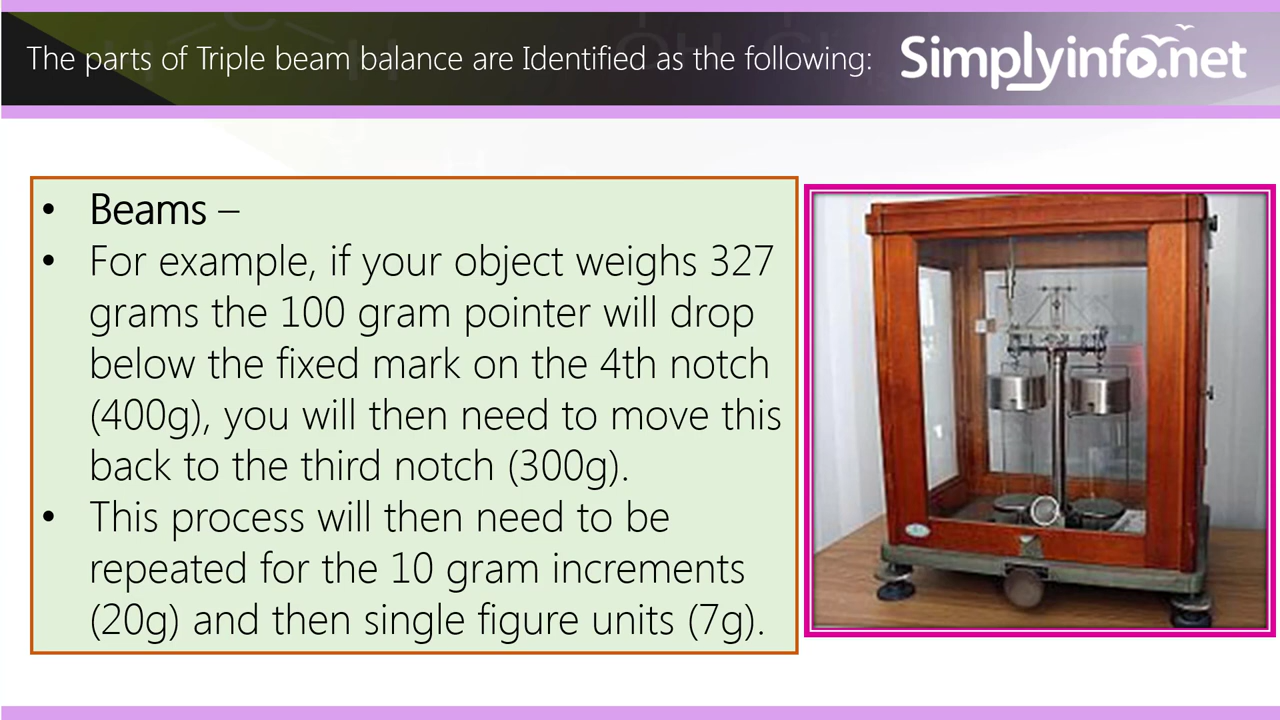 The parts of Triple beam balance are Identified as the following:
Simplyinfo.net
• Beams –
• For example, if your object weighs 327
grams the 100 gram pointer will drop
below the fixed mark on the 4th notch
(400g), you will then need to move this
back to the third notch (300g).
• This process will then need to be
repeated for the 10 gram increments
(20g) and then single figure units (7g).